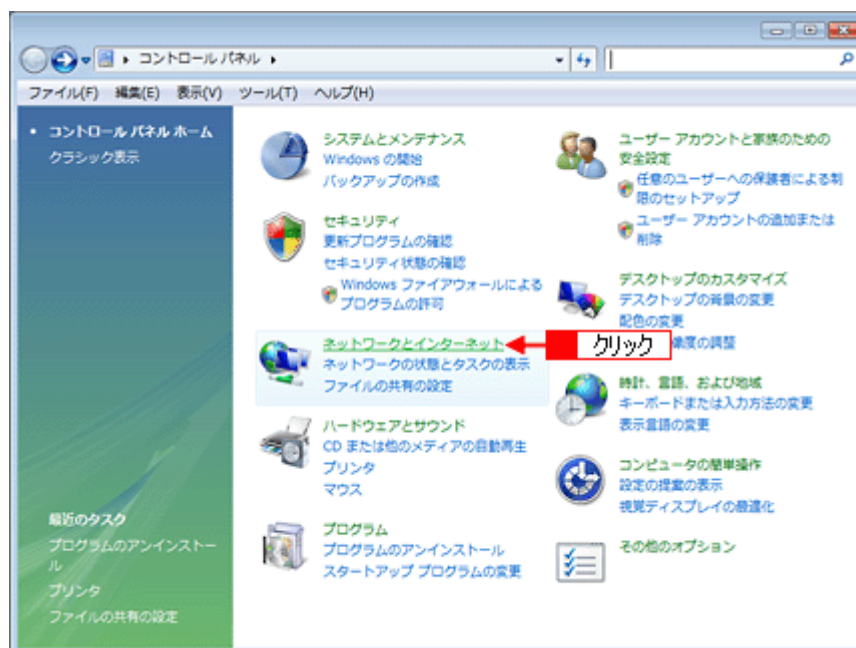 コントロール パネル
ファイル(F) 編集(E) 表示(V) ツール(T) ヘルプ(H)
コントロール パネル ホーム
クラシック表示
最近のタスク
プログラムのアンインストー
ル
プリンタ
ファイルの共有の設定
システムとメンテナンス
Windows の開始
バックアップの作成
セキュリティ
更新プログラムの確認
セキュリティ状態の確認
Windows ファイアウォールによる
プログラムの許可
ネットワークとインターネット
クリック
ネットワークの状態とタスクの表示
ファイルの共有の設定
ハードウェアとサウンド
CD または他のメディアの自動再生
プリンタ
マウス
プログラム
プログラムのアンインストール
スタートアップ プログラムの変更
ユーザー アカウントと家族のための
安全設定
任意のユーザーへの保護者による制
限のセットアップ
ユーザー アカウントの追加または
削除
デスクトップのカスタマイズ
デスクトップの背景の変更
配色の変更
像度の調整
時計、言語、および地域
キーボードまたは入力方法の変更
表示言語の変更
コンピュータの簡単操作
設定の提案の表示
視覚ディスプレイの最適化
その他のオプション